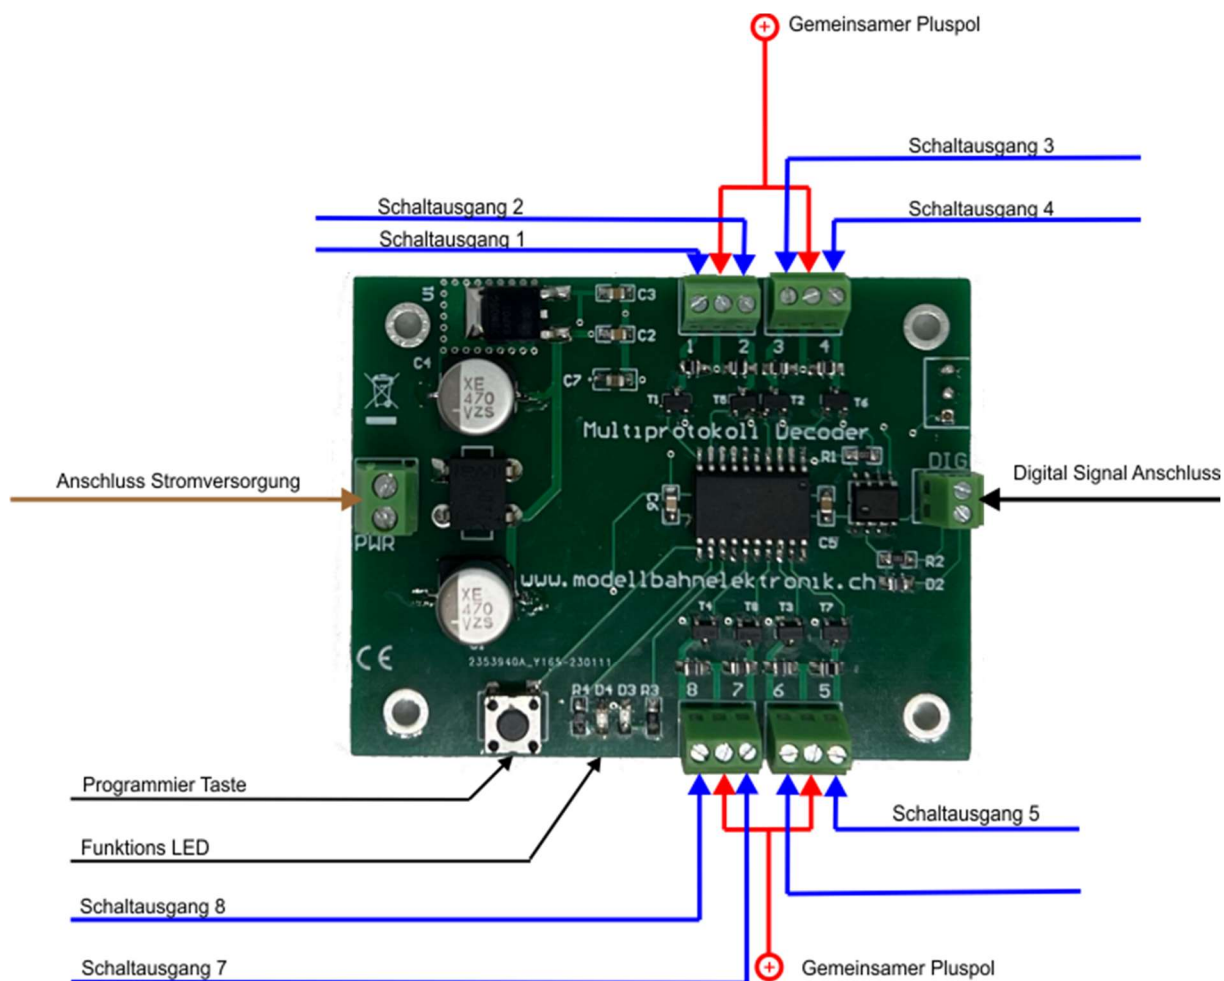 Gemeinsamer Pluspol
Schaltausgang 3
Schaltausgang 2
Schaltausgang 4
Schaltausgang 1
U1
C3
C2
C4
C7
1 2 3 4
XE
470
VZS
T1 T5 T2 T6
Multiprotokoll Decoder
R1
DIG
Anschluss Stromversorgung
Digital Signal Anschluss
C5
PWR
R2
www.modellbahnelektronik.ch
D2
XE
470
VZS
T4 T8 T3 T7
CE
2353940A_Y165-230111
R4 D4 D3 R3
8 7 6 5
Programmier Taste
Schaltausgang 5
Funktions LED
Schaltausgang 8
Schaltausgang 7
Gemeinsamer Pluspol